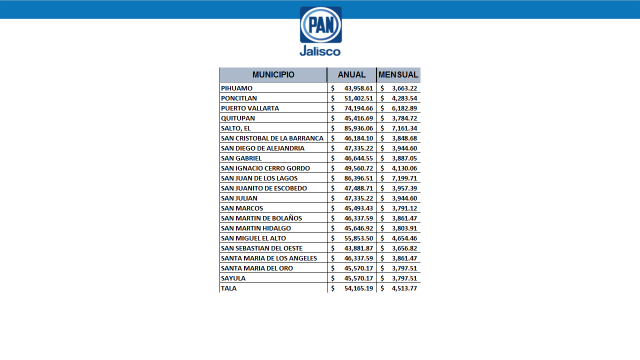 PAN
Jalisco
MUNICIPIO ANUAL MENSUAL
PIHUAMO $ 43,958.61 $ 3,663.22
PONCITLAN $ 51,402.51 $ 4,283.54
PUERTO VALLARTA $ 74,194.66 $ 6,182.89
QUITUPAN $ 45,416.69 $ 3,784.72
SALTO, EL $ 85,936.06 $ 7,161.34
SAN CRISTOBAL DE LA BARRANCA $ 46,184.10 $ 3,848.68
SAN DIEGO DE ALEJANDRIA $ 47,335.22 $ 3,944.60
SAN GABRIEL $ 46,644.55 $ 3,887.05
SAN IGNACIO CERRO GORDO $ 49,560.72 $ 4,130.06
SAN JUAN DE LOS LAGOS $ 86,396.51 $ 7,199.71
SAN JUANITO DE ESCOBEDO $ 47,488.71 $ 3,957.39
SAN JULIAN $ 47,335.22 $ 3,944.60
SAN MARCOS $ 45,493.43 $ 3,791.12
SAN MARTIN DE BOLAÑOS $ 46,337.59 $ 3,861.47
SAN MARTIN HIDALGO $ 45,646.92 $ 3,803.91
SAN MIGUEL EL ALTO $ 55,853.50 $ 4,654.46
SAN SEBASTIAN DEL OESTE $ 43,881.87 $ 3,656.82
SANTA MARIA DE LOS ANGELES $ 46,337.59 $ 3,861.47
SANTA MARIA DEL ORO $ 45,570.17 $ 3,797.51
SAYULA $ 45,570.17 $ 3,797.51
TALA $ 54,165.19 $ 4,513.77